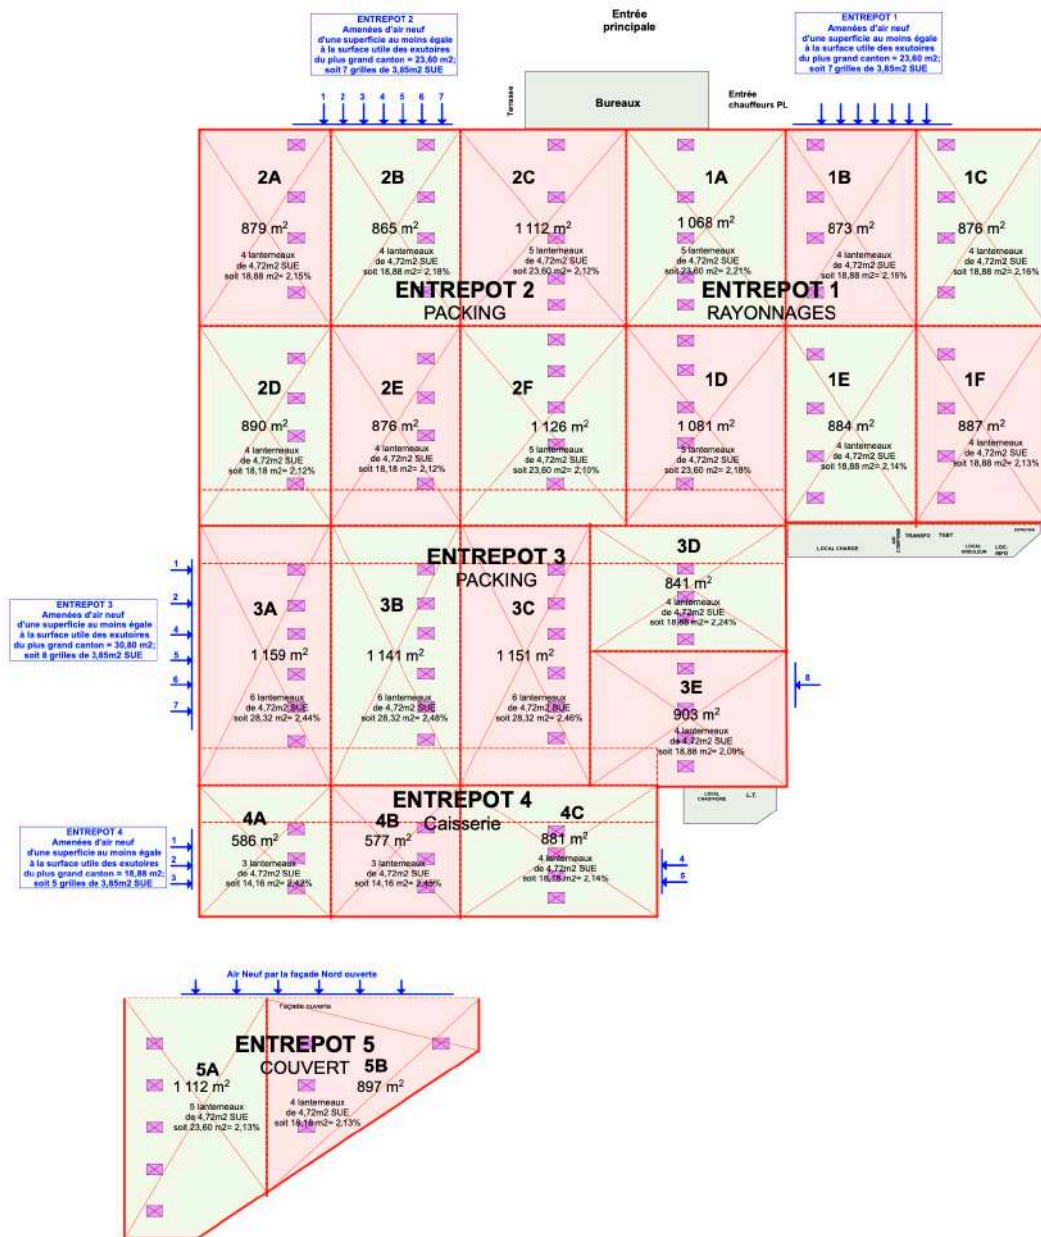 ENTREPOT 2
Amenées d'air neuf
d'une superficie au moins égale
à la surface utile des exutoires
du plus grand canton = 23,60 m2;
soit 7 grilles de 3,85m2 SUE
1 2 3 4 5 6 7
Entrée
principale
ENTREPOT 1
Amenées d'air neuf
d'une superficie au moins égale
à la surface utile des exutoires
du plus grand canton = 23,60 m2;
soit 7 grilles de 3,85m2 SUE
Terrasse
Bureaux
Entrée
chauffeurs PL
2A
879 m²
4 lanterneaux
de 4,72m2 SUE
soit 18,88 m2= 2,15%
2B
865 m²
4 lanterneaux
de 4,72m2 SUE
soit 18,88 m2= 2,18%
2C
1 112 m²
5 lanterneaux
de 4,72m2 SUE
soit 23,60 m2= 2,12%
1A
1 068 m²
5 lanterneaux
de 4,72m2 SUE
soit 23,60 m2= 2,21%
1B
873 m²
4 lanterneaux
de 4,72m2 SUE
soit 18,88 m2= 2,16%
1C
876 m²
4 lanterneaux
de 4,72m2 SUE
soit 18,88 m2= 2,16%
ENTREPOT 2
PACKING
ENTREPOT 1
RAYONNAGES
2D
890 m²
4 lanterneaux
de 4,72m2 SUE
soit 18,18 m2= 2,12%
2E
876 m²
4 lanterneaux
de 4,72m2 SUE
soit 18,18 m2= 2,12%
2F
1 126 m²
5 lanterneaux
de 4,72m2 SUE
soit 23,60 m2= 2,10%
1D
1 081 m²
5 lanterneaux
de 4,72m2 SUE
soit 23,60 m2= 2,18%
1E
884 m²
4 lanterneaux
de 4,72m2 SUE
soit 18,88 m2= 2,14%
1F
887 m²
4 lanterneaux
de 4,72m2 SUE
soit 18,88 m2= 2,13%
LOCAL CHARGE
TRANSFO
TGBT
LOCAL
ONDULEUR
LOC.
INFO
ENTREPOT 3
PACKING
ENTREPOT 3
Amenées d'air neuf
d'une superficie au moins égale
à la surface utile des exutoires
du plus grand canton = 30,80 m2;
soit 8 grilles de 3,85m2 SUE
1
2
4
5
6
7
3A
1 159 m²
6 lanterneaux
de 4,72m2 SUE
soit 28,32 m2= 2,44%
3B
1 141 m²
6 lanterneaux
de 4,72m2 SUE
soit 28,32 m2= 2,48%
3C
1 151 m²
6 lanterneaux
de 4,72m2 SUE
soit 28,32 m2= 2,46%
3D
841 m²
4 lanterneaux
de 4,72m2 SUE
soit 18,88 m2= 2,24%
3E
903 m²
4 lanterneaux
de 4,72m2 SUE
soit 18,88 m2= 2,09%
8
LOCAL
CHAUFFERIE
L.T.
ENTREPOT 4
Caisserie
ENTREPOT 4
Amenées d'air neuf
d'une superficie au moins égale
à la surface utile des exutoires
du plus grand canton = 18,88 m2;
soit 5 grilles de 3,85m2 SUE
1
2
3
4A
586 m²
3 lanterneaux
de 4,72m2 SUE
soit 14,16 m2= 2,42%
4B
577 m²
3 lanterneaux
de 4,72m2 SUE
soit 14,16 m2= 2,45%
4C
881 m²
4 lanterneaux
de 4,72m2 SUE
soit 18,18 m2= 2,14%
4
5
Air Neuf par la façade Nord ouverte
Façade ouverte
ENTREPOT 5
COUVERT
5A
1 112 m²
5 lanterneaux
de 4,72m2 SUE
soit 23,60 m2= 2,13%
5B
897 m²
4 lanterneaux
de 4,72m2 SUE
soit 18,18 m2= 2,13%